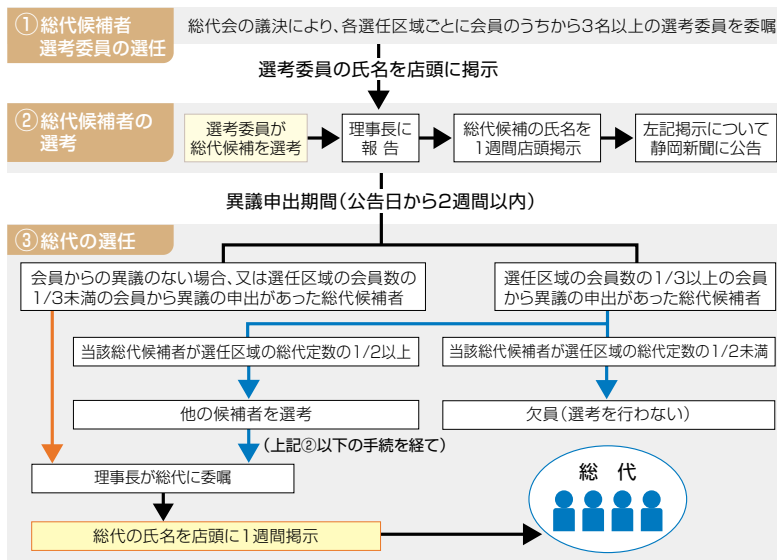 ①総代候補者
選考委員の選任
総代会の議決により、各選任区域ごとに会員のうちから3名以上の選考委員を委嘱
選考委員の氏名を店頭に掲示
②総代候補者の
選考
選考委員が
総代候補を選考
理事長に
報 告
総代候補の氏名を
1週間店頭掲示
左記掲示について
静岡新聞に公告
異議申出期間(公告日から2週間以内)
③総代の選任
会員からの異議のない場合、又は選任区域の会員数の
1/3未満の会員から異議の申出があった総代候補者
選任区域の会員数の1/3以上の会員
から異議の申出があった総代候補者
当該総代候補者が選任区域の総代定数の1/2以上
当該総代候補者が選任区域の総代定数の1/2未満
他の候補者を選考
欠員(選考を行わない)
(上記②以下の手続を経て)
理事長が総代に委嘱
総 代
総代の氏名を店頭に1週間掲示